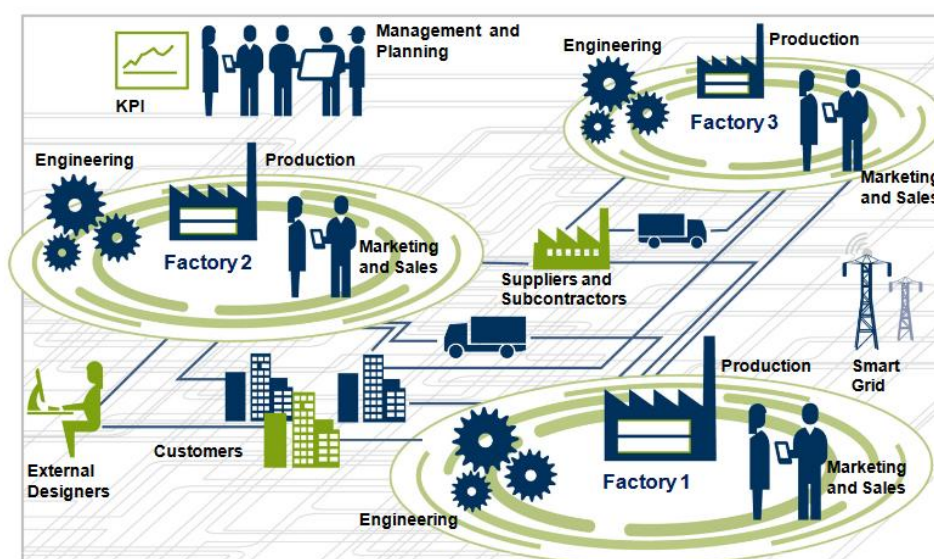 Management and
Planning
KPI
Engineering
Production
Factory 3
Marketing
and Sales
Engineering
Production
Factory 2
Marketing
and Sales
Suppliers and
Subcontractors
Smart
Grid
External
Designers
Customers
Production
Engineering
Factory 1
Marketing
and Sales